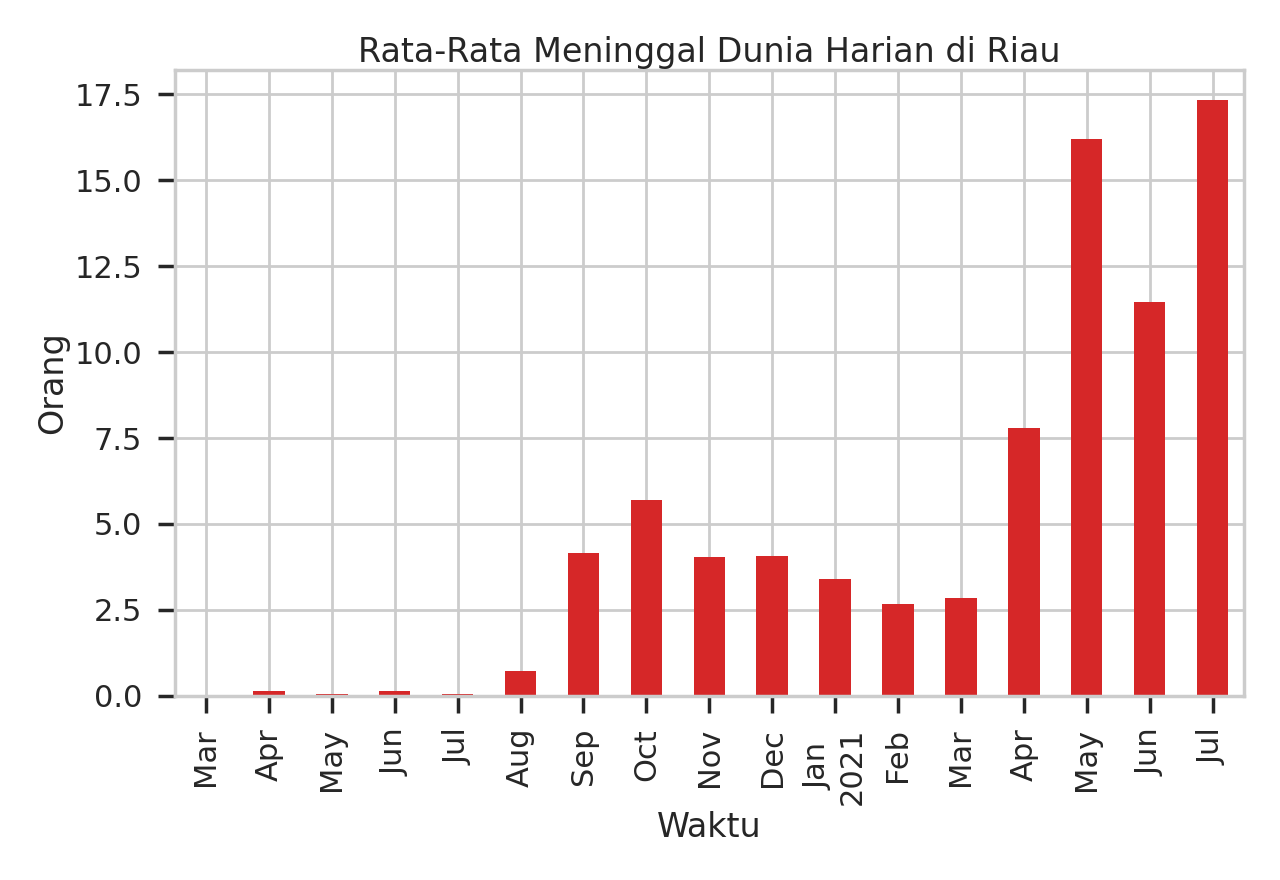 Rata-Rata Meninggal Dunia Harian di Riau
17.5
15.0
12.5
10.0
7.5
5.0
2.5
0.0
Orang
Mar
Apr
May
Jun
Jul
Aug
Sep
Oct
Nov
Dec
Jan
2021
Feb
Mar
Apr
May
Jun
Jul
Waktu